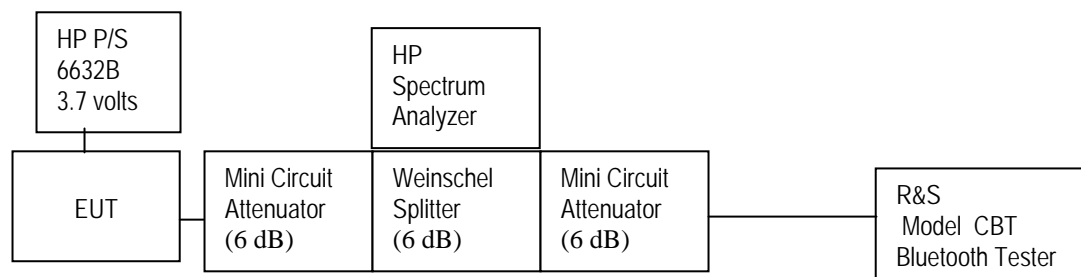 HP P/S
6632B
3.7 volts
HP
Spectrum
Analyzer
EUT
Mini Circuit
Attenuator
(6 dB)
Weinschel
Splitter
(6 dB)
Mini Circuit
Attenuator
(6 dB)
R&S
Model CBT
Bluetooth Tester